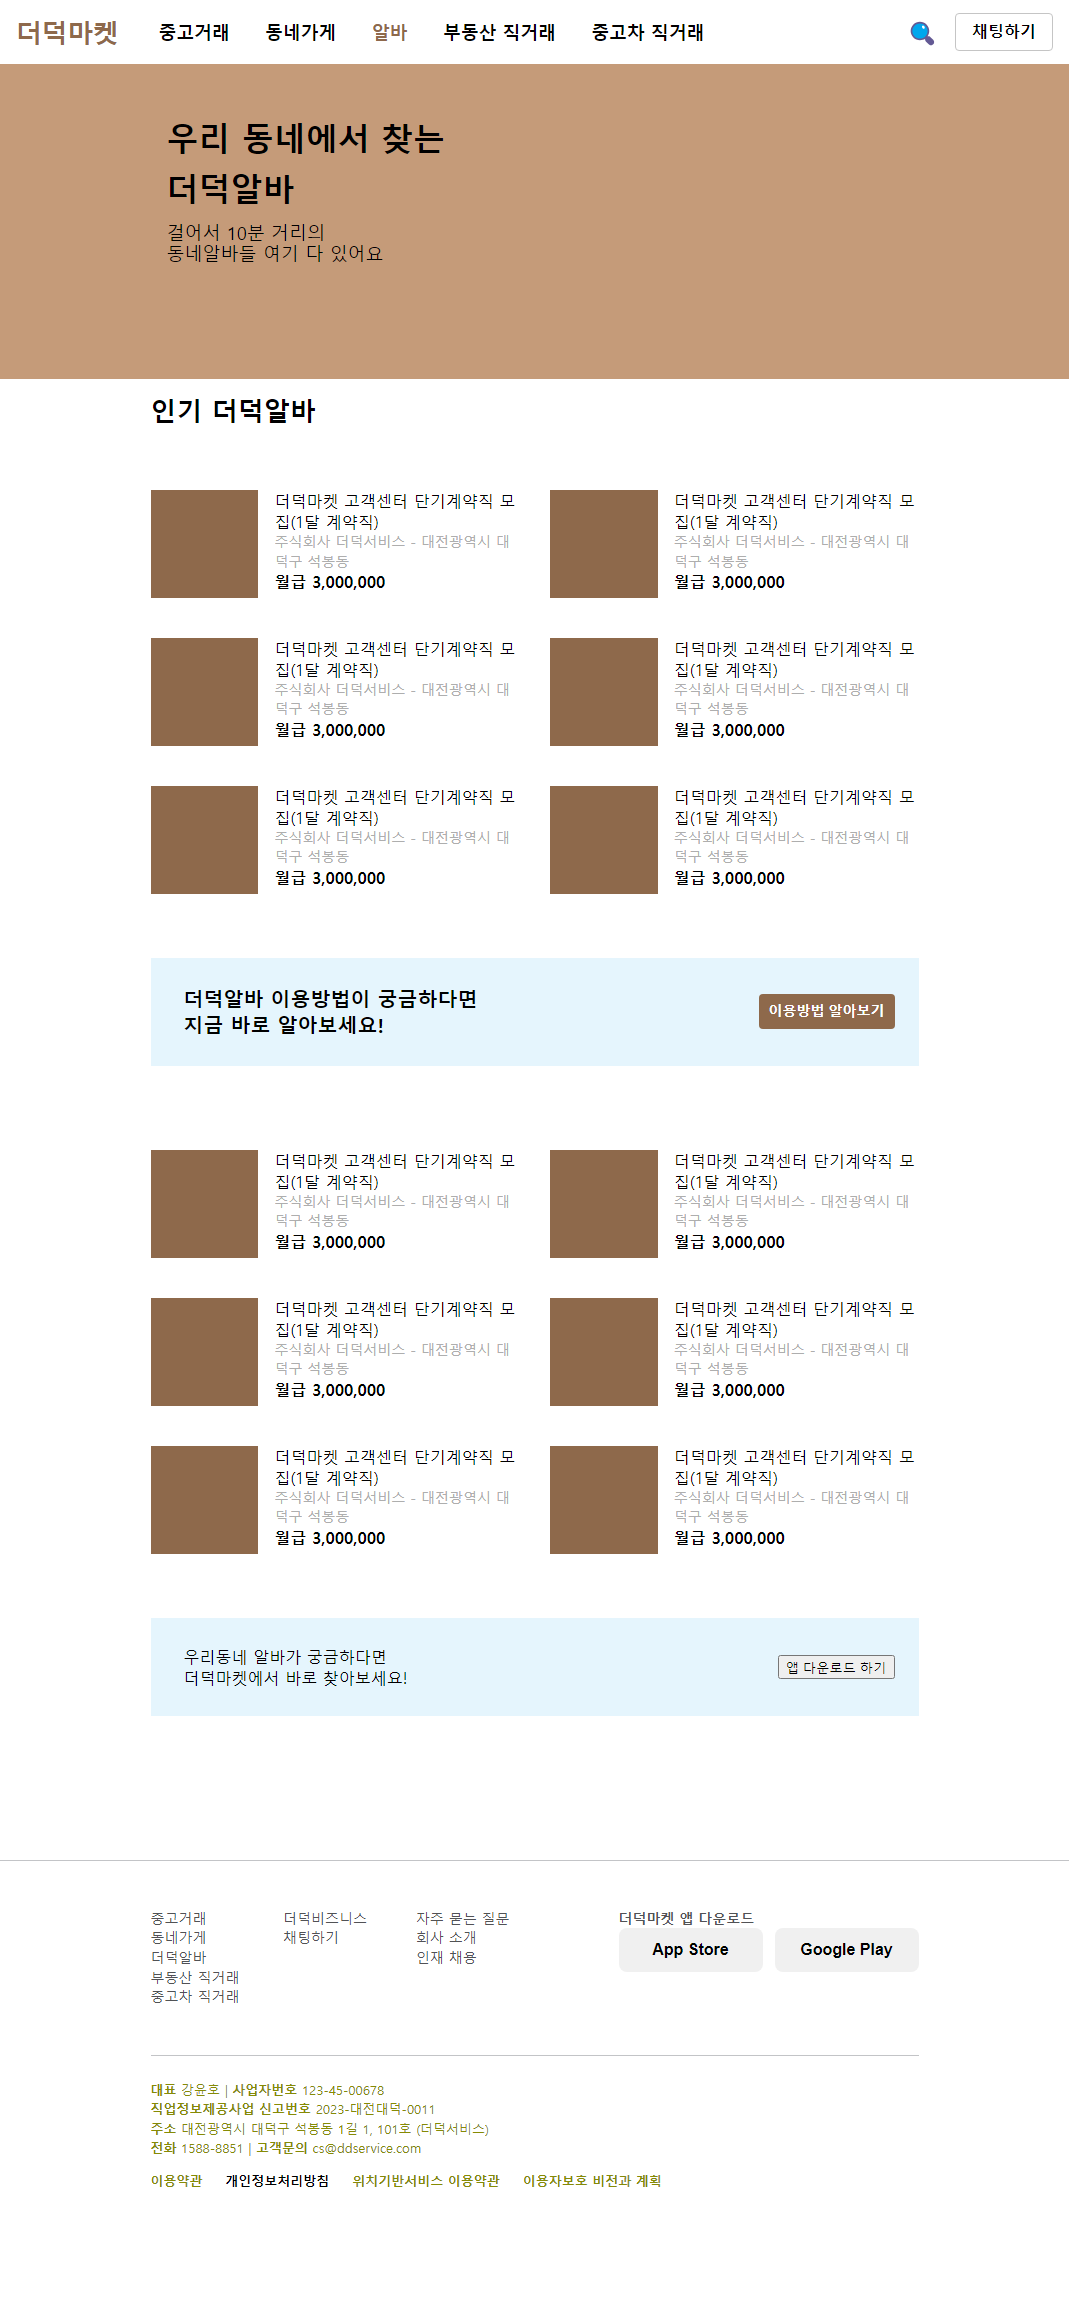 더덕마켓 중고거래 동네가게 알바 부동산 직거래 중고차 직거래 채팅하기
우리 동네에서 찾는
더덕알바
걸어서 10분 거리의
동네알바들 여기 다 있어요
인기 더덕알바
더덕마켓 고객센터 단기계약직 모
집(1달 계약직)
주식회사 더덕서비스 - 대전광역시 대
덕구 석봉동
월급 3,000,000
더덕마켓 고객센터 단기계약직 모
집(1달 계약직)
주식회사 더덕서비스 - 대전광역시 대
덕구 석봉동
월급 3,000,000
더덕마켓 고객센터 단기계약직 모
집(1달 계약직)
주식회사 더덕서비스 - 대전광역시 대
덕구 석봉동
월급 3,000,000
더덕마켓 고객센터 단기계약직 모
집(1달 계약직)
주식회사 더덕서비스 - 대전광역시 대
덕구 석봉동
월급 3,000,000
더덕마켓 고객센터 단기계약직 모
집(1달 계약직)
주식회사 더덕서비스 - 대전광역시 대
덕구 석봉동
월급 3,000,000
더덕마켓 고객센터 단기계약직 모
집(1달 계약직)
주식회사 더덕서비스 - 대전광역시 대
덕구 석봉동
월급 3,000,000
더덕알바 이용방법이 궁금하다면
지금 바로 알아보세요!
이용방법 알아보기
더덕마켓 고객센터 단기계약직 모
집(1달 계약직)
주식회사 더덕서비스 - 대전광역시 대
덕구 석봉동
월급 3,000,000
더덕마켓 고객센터 단기계약직 모
집(1달 계약직)
주식회사 더덕서비스 - 대전광역시 대
덕구 석봉동
월급 3,000,000
더덕마켓 고객센터 단기계약직 모
집(1달 계약직)
주식회사 더덕서비스 - 대전광역시 대
덕구 석봉동
월급 3,000,000
더덕마켓 고객센터 단기계약직 모
집(1달 계약직)
주식회사 더덕서비스 - 대전광역시 대
덕구 석봉동
월급 3,000,000
더덕마켓 고객센터 단기계약직 모
집(1달 계약직)
주식회사 더덕서비스 - 대전광역시 대
덕구 석봉동
월급 3,000,000
더덕마켓 고객센터 단기계약직 모
집(1달 계약직)
주식회사 더덕서비스 - 대전광역시 대
덕구 석봉동
월급 3,000,000
우리동네 알바가 궁금하다면
더덕마켓에서 바로 찾아보세요!
앱 다운로드 하기
중고거래
동네가게
더덕알바
부동산 직거래
중고차 직거래
더덕비즈니스
채팅하기
자주 묻는 질문
회사 소개
인재 채용
더덕마켓 앱 다운로드
App Store Google Play
대표 강윤호 | 사업자번호 123-45-00678
직업정보제공사업 신고번호 2023-대전대덕-0011
주소 대전광역시 대덕구 석봉동 1길 1, 101호 (더덕서비스)
전화 1588-8851 | 고객문의 cs@ddservice.com
이용약관 개인정보처리방침 위치기반서비스 이용약관 이용자보호 비전과 계획